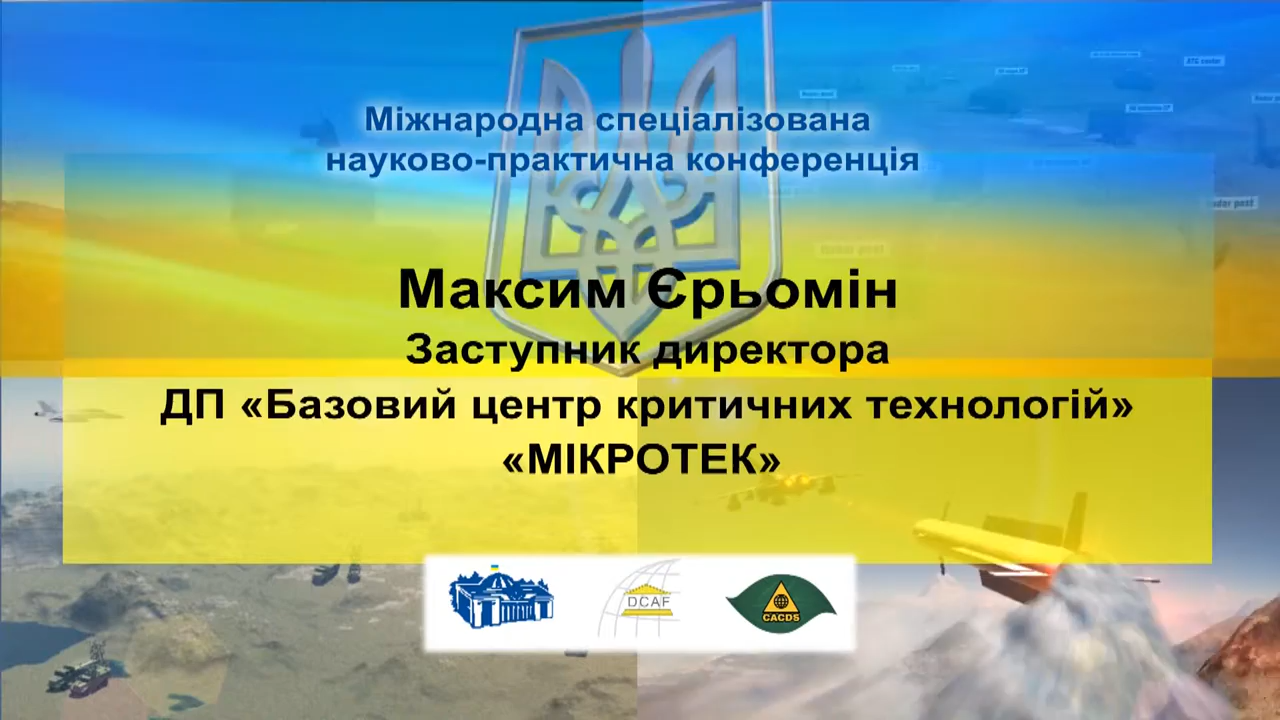 Міжнародна спеціалізована
науково-практична конференція
Максим Єрьомін
Заступник директора
ДП «Базовий центр критичних технологій»
«МІКРОТЕК»
DCAF
CACDS